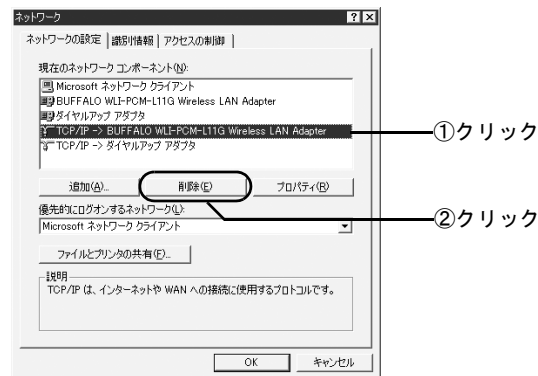 ネットワーク
ネットワークの設定 識別情報 アクセスの制御
現在のネットワーク コンポーネント(N):
Microsoft ネットワーク クライアント
BUFFALO WLI-PCM-L11G Wireless LAN Adapter
ダイヤルアップ アダプタ
TCP/IP -> BUFFALO WLI-PCM-L11G Wireless LAN Adapter
TCP/IP -> ダイヤルアップ アダプタ
①クリック
追加(A)... 削除(E) プロパティ(R)
②クリック
優先的にログオンするネットワーク(L):
Microsoft ネットワーク クライアント
ファイルとプリンタの共有(F)...
説明
TCP/IP は、インターネットや WAN への接続に使用するプロトコルです。
OK キャンセル